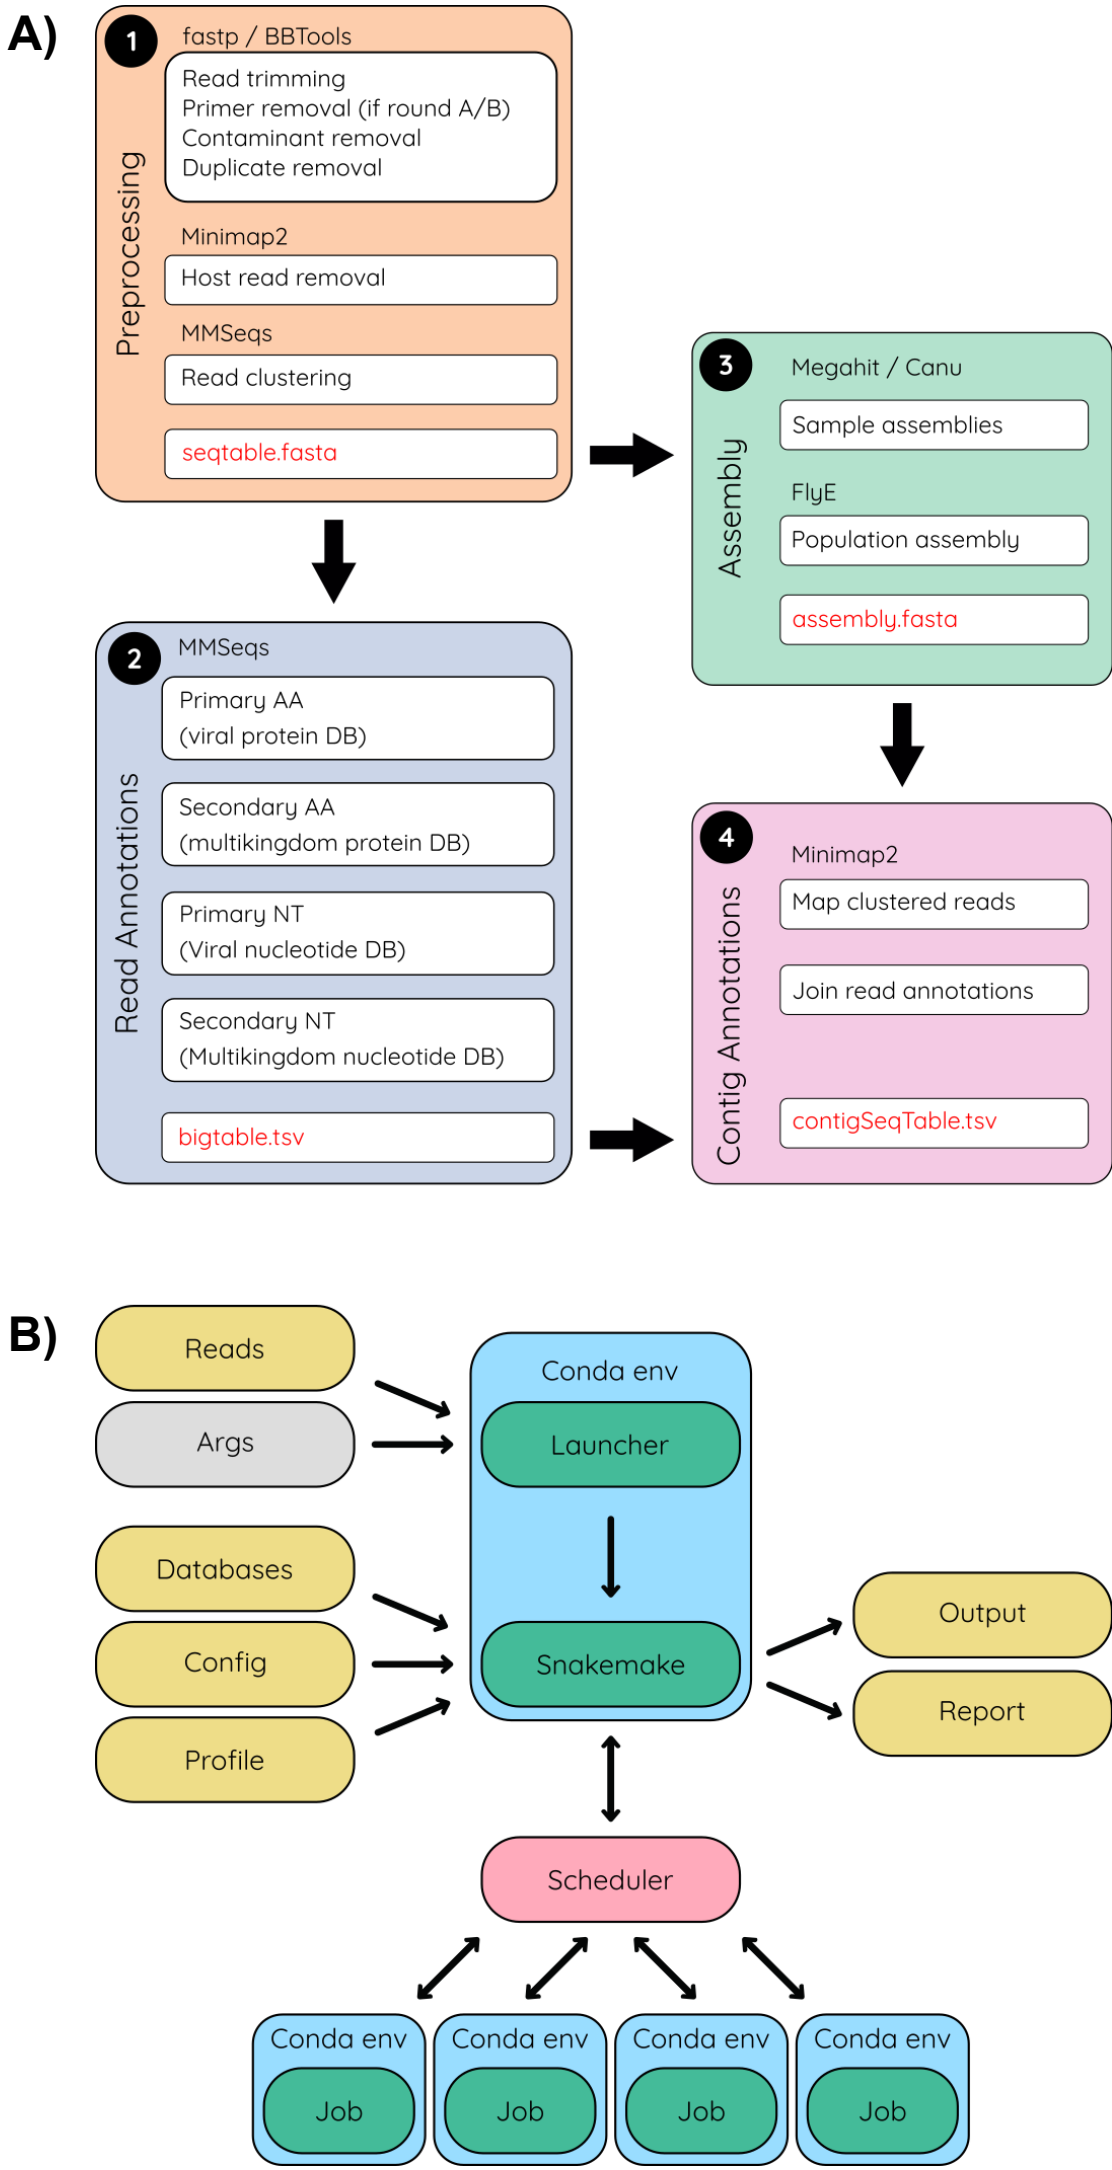 A)
1
fastp / BBTools
Read trimming
Primer removal (if round A/B)
Contaminant removal
Duplicate removal
Minimap2
Host read removal
MMSeqs
Read clustering
seqtable.fasta
Preprocessing
2
MMSeqs
Primary AA
(viral protein DB)
Secondary AA
(multikingdom protein DB)
Primary NT
(Viral nucleotide DB)
Secondary NT
(Multikingdom nucleotide DB)
bigtable.tsv
Read Annotations
3
Megahit / Canu
Sample assemblies
FlyE
Population assembly
assembly.fasta
Assembly
4
Minimap2
Map clustered reads
Join read annotations
contigSeqTable.tsv
Contig Annotations
B)
Reads
Args
Databases
Config
Profile
Conda env
Launcher
Snakemake
Output
Report
Scheduler
Conda env
Job
Conda env
Job
Conda env
Job
Conda env
Job